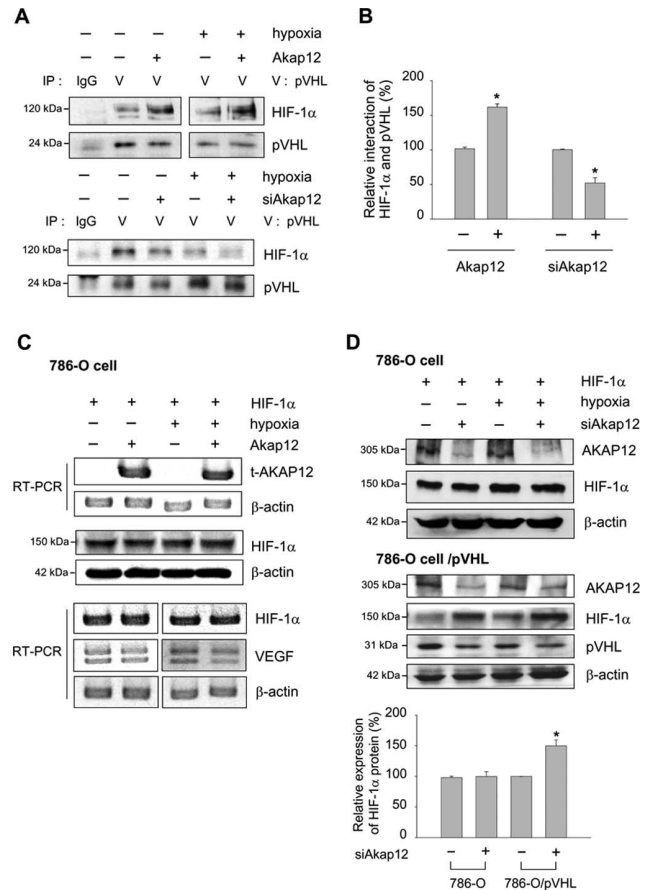 A
− − − + + hypoxia
− − + − + Akap12
IP : IgG V V V V V : pVHL
120 kDa HIF-1α
24 kDa pVHL
− − − + + hypoxia
− − + − + siAkap12
IP : IgG V V V V V : pVHL
120 kDa HIF-1α
24 kDa pVHL
B
Relative interaction of
HIF-1α and pVHL (%)
200
150
100
50
0
* *
− + − +
Akap12 siAkap12
C
786-O cell
+ + + + HIF-1α
− − + + hypoxia
− + − + Akap12
RT-PCR
t-AKAP12
β-actin
150 kDa HIF-1α
42 kDa β-actin
RT-PCR
HIF-1α
VEGF
β-actin
D
786-O cell
+ + + + HIF-1α
− − + + hypoxia
− + − + siAkap12
305 kDa AKAP12
150 kDa HIF-1α
42 kDa β-actin
786-O cell /pVHL
305 kDa AKAP12
150 kDa HIF-1α
31 kDa pVHL
42 kDa β-actin
Relative expression
of HIF-1α protein (%)
200
150
100
50
0
*
siAkap12 − + − +
786-O 786-O/pVHL